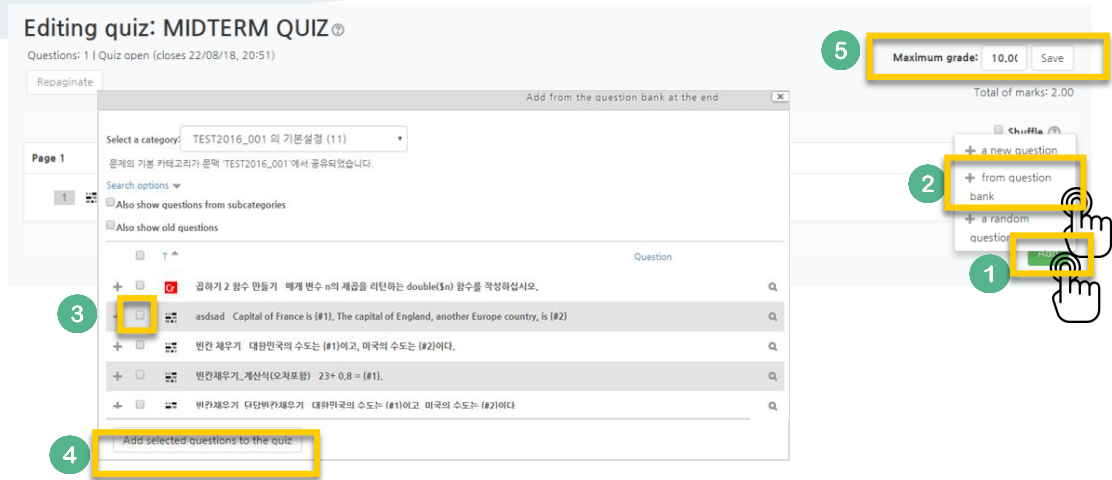 Editing quiz: MIDTERM QUIZ
Questions: 1 | Quiz open (closes 22/08/18, 20:51)
5
Maximum grade: 10.0 Save
Repaginate
Total of marks: 2.00
Add from the question bank at the end
Shuffle
Select a category: TEST2016_001 의 기본설정 (11)
Page 1
+ a new question
문제의 기본 카테고리가 문맥 'TEST2016_001'에서 공유되었습니다.
2
+ from question
bank
Search options
1
Also show questions from subcategories
+ a random
question
Also show old questions
Add
1
T
Question
Cr 곱하기 2 함수 만들기 매개 변수 n의 제곱을 리턴하는 double($n) 함수를 작성하십시오.
3
asdsad Capital of France is {#1}. The capital of England, another Europe country, is {#2}
빈칸 채우기 대한민국의 수도는 {#1}이고, 미국의 수도는 {#2}이다.
빈칸채우기_계산식(오차포함) 23+ 0.8 = {#1}.
빈칸채우기 단답빈칸채우기 대한민국의 수도는 {#1}이고 미국의 수도는 {#2}이다
4
Add selected questions to the quiz